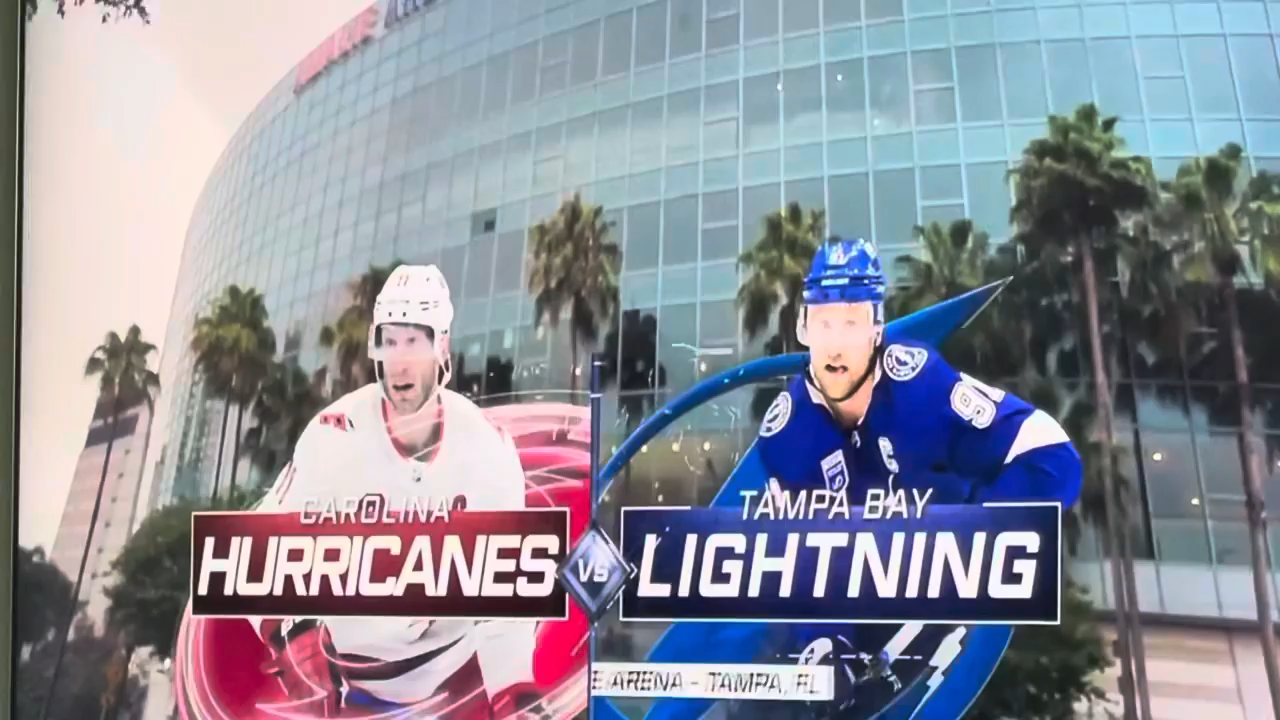 CAROLINA
HURRICANES
VS
TAMPA BAY
LIGHTNING
E ARENA - TAMPA, FL
C